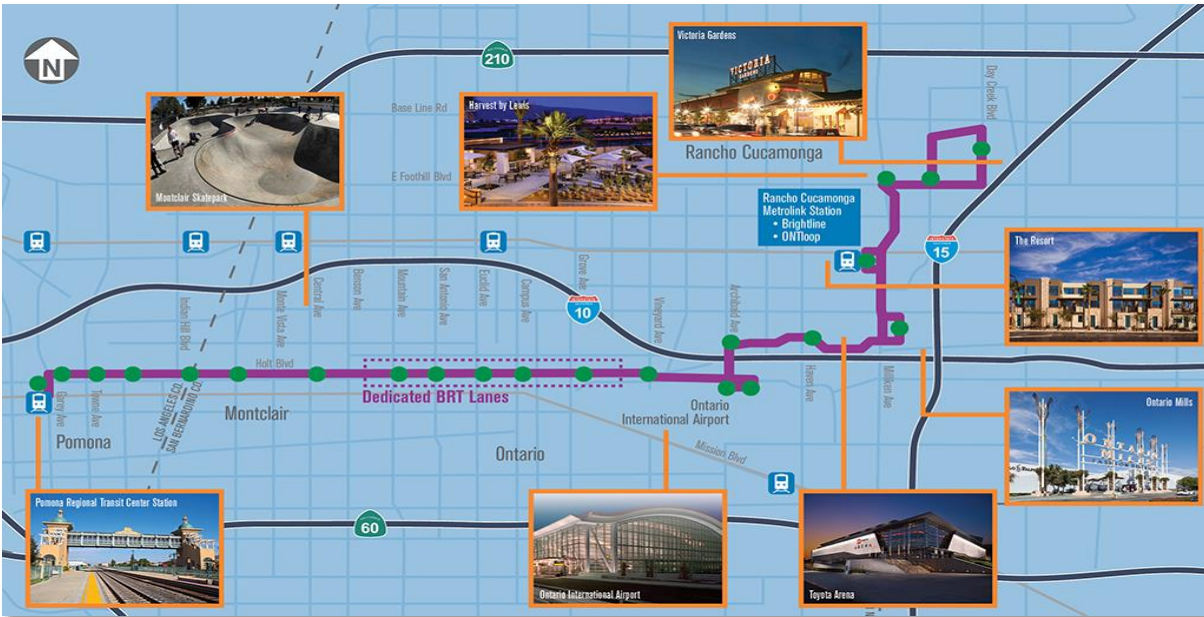 N
210
Victoria Gardens
VICTORIA
GARDENS
Day Creek Blvd
Montclair Skatepark
Base Line Rd
Harvest by Lewis
Rancho Cucamonga
E Foothill Blvd
Rancho Cucamonga
Metrolink Station
• Brightline
• ONTloop
15
The Resort
Indian Hill Blvd
Monte Vista Ave
Central Ave
Benson Ave
Mountain Ave
San Antonio Ave
Euclid Ave
Campus Ave
Grove Ave
10
Vineyard Ave
Archibald Ave
Haven Ave
Milliken Ave
Holt Blvd
Garey Ave
Towne Ave
LOS ANGELES CO.
SAN BERNARDINO CO.
Dedicated BRT Lanes
Pomona
Montclair
Ontario
Ontario
International Airport
Mission Blvd
Ontario Mills
Pomona Regional Transit Center Station
60
Ontario International Airport
Toyota Arena